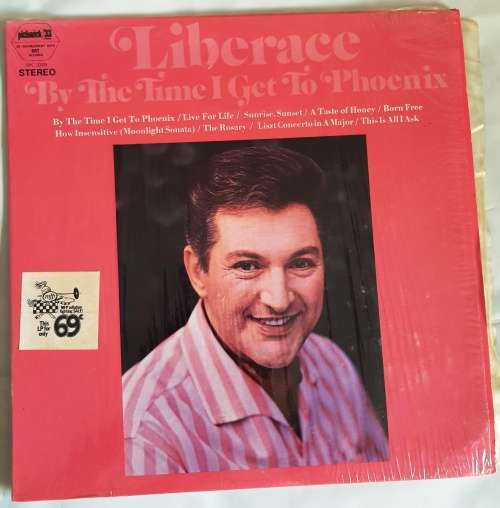 pickwick/33
STEREO
Liberace
By The Time I Get To Phoenix
By The Time I Get To Phoenix / Live For Life / Sunrise, Sunset / A Taste of Honey / Born Free
How Insensitive (Moonlight Sonata) / The Rosary / Liszt Concerto in A Major / This Is All I Ask
This
LP for
only
69¢